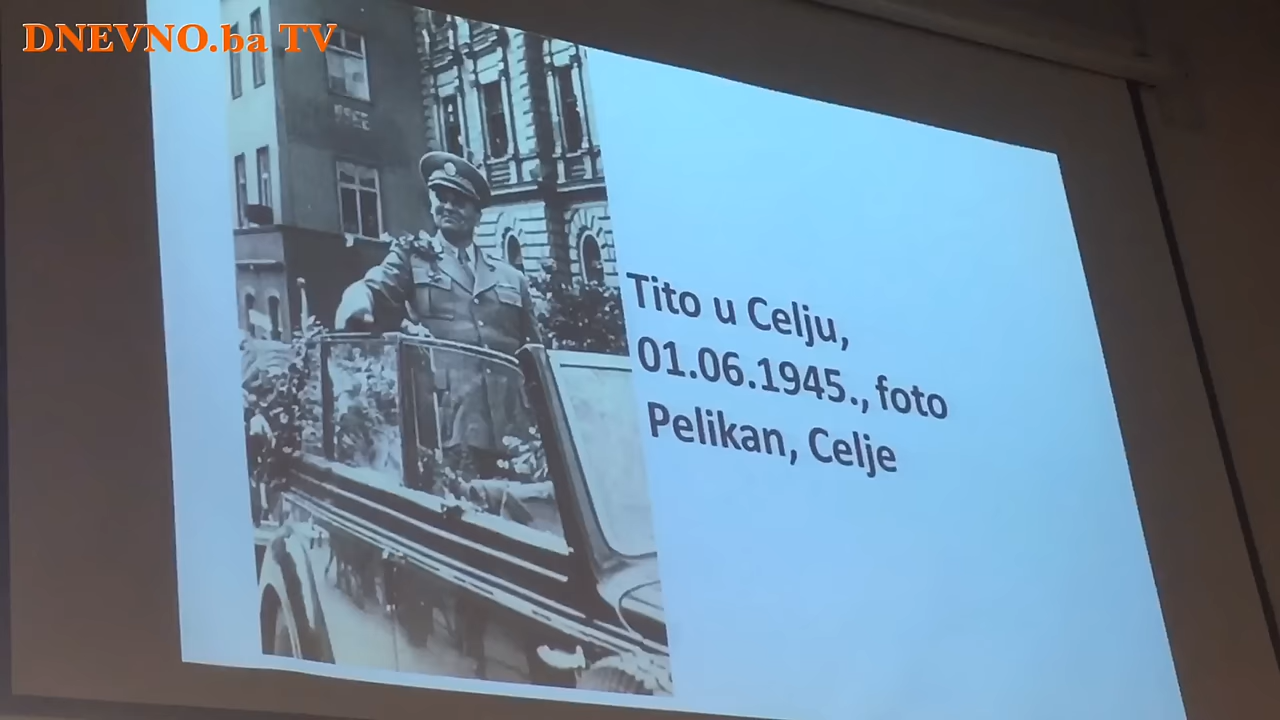 DNEVNO.ba TV
Tito u Celju,
01.06.1945., foto
Pelikan, Celje